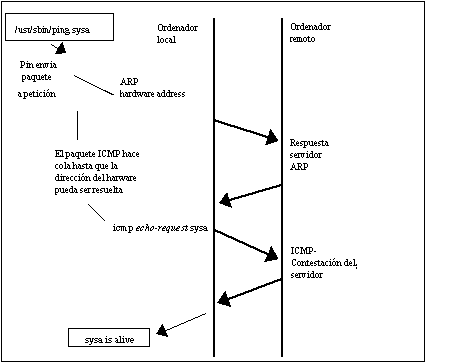 /usr/sbin/ping sysa
Ordenador
local
Ordenador
remoto
Pin envia
paquete
a petición
ARP
hardware address
Respuesta
servidor
ARP
El paquete ICMP hace
cola hasta que la
dirección del harware
pueda ser resuelta
icmp echo-request sysa
ICMP-
Contestación del,
servidor
sysa is alive